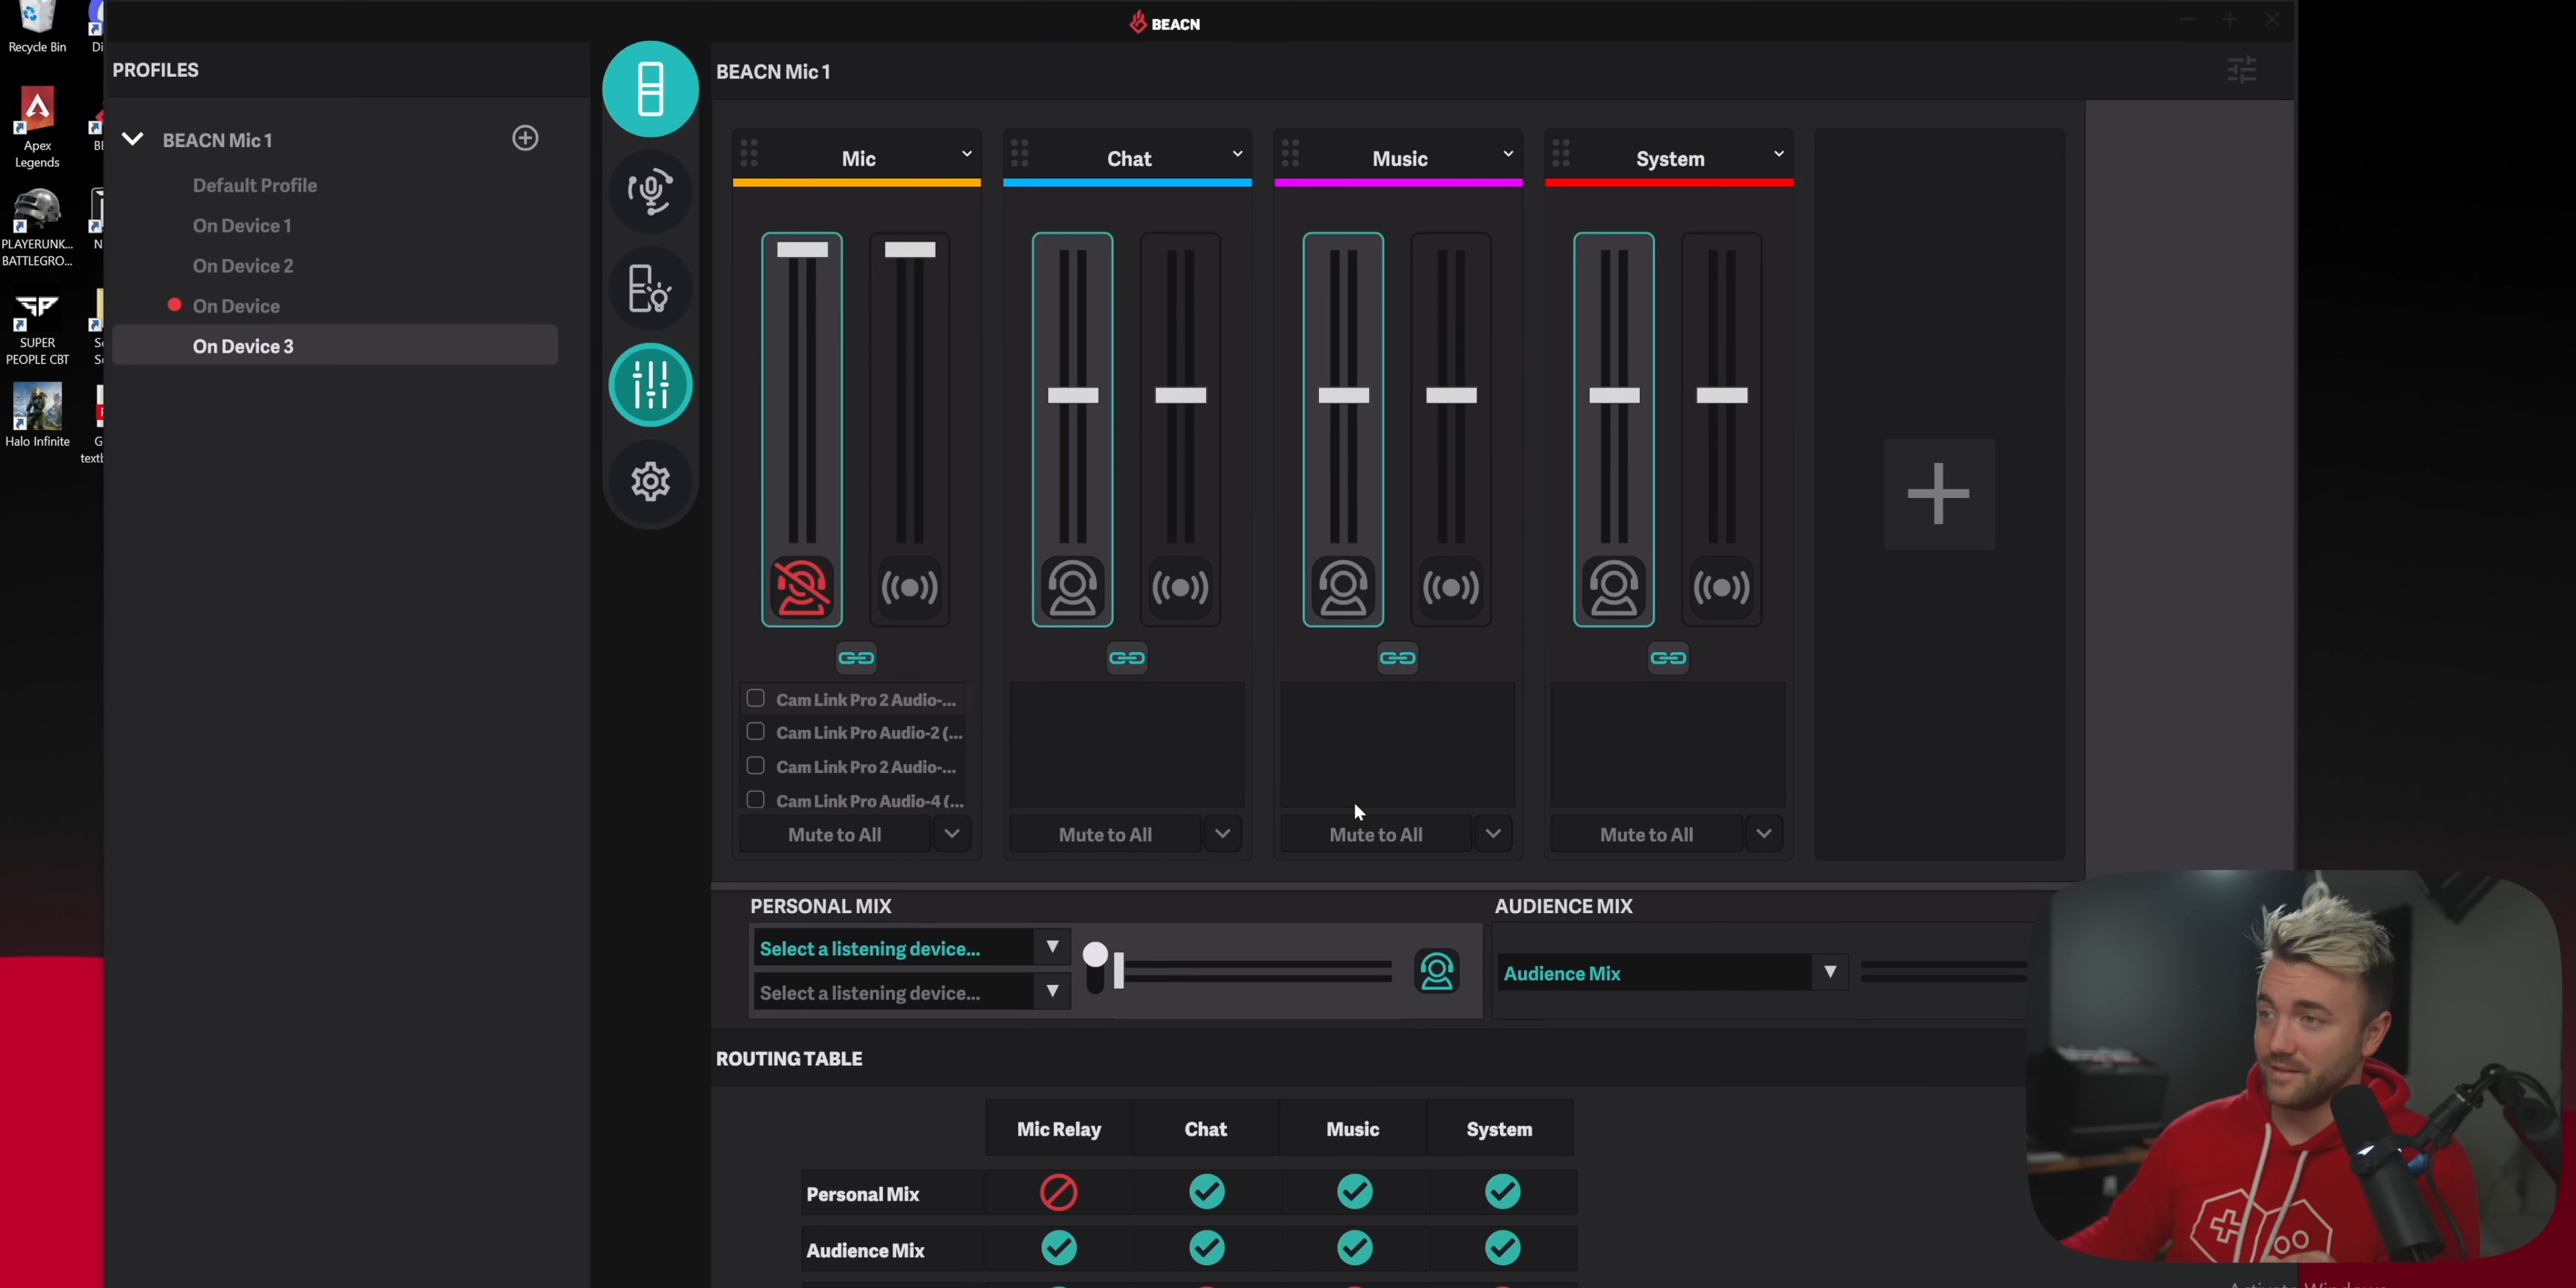 BEACN
Recycle Bin
Di
PROFILES
BEACN Mic 1
BEACN Mic 1
Apex
Legends
Default Profile
On Device 1
On Device 2
On Device
On Device 3
PLAYERUNK...
BATTLEGRO...
SUPER
PEOPLE CBT
Halo Infinite
textb
Mic
Chat
Music
System
Cam Link Pro 2 Audio-...
Cam Link Pro Audio-2 (...
Cam Link Pro 2 Audio-...
Cam Link Pro Audio-4 (...
Mute to All
Mute to All
Mute to All
Mute to All
PERSONAL MIX
Select a listening device...
Select a listening device...
AUDIENCE MIX
Audience Mix
ROUTING TABLE
Mic Relay Chat Music System
Personal Mix
Audience Mix